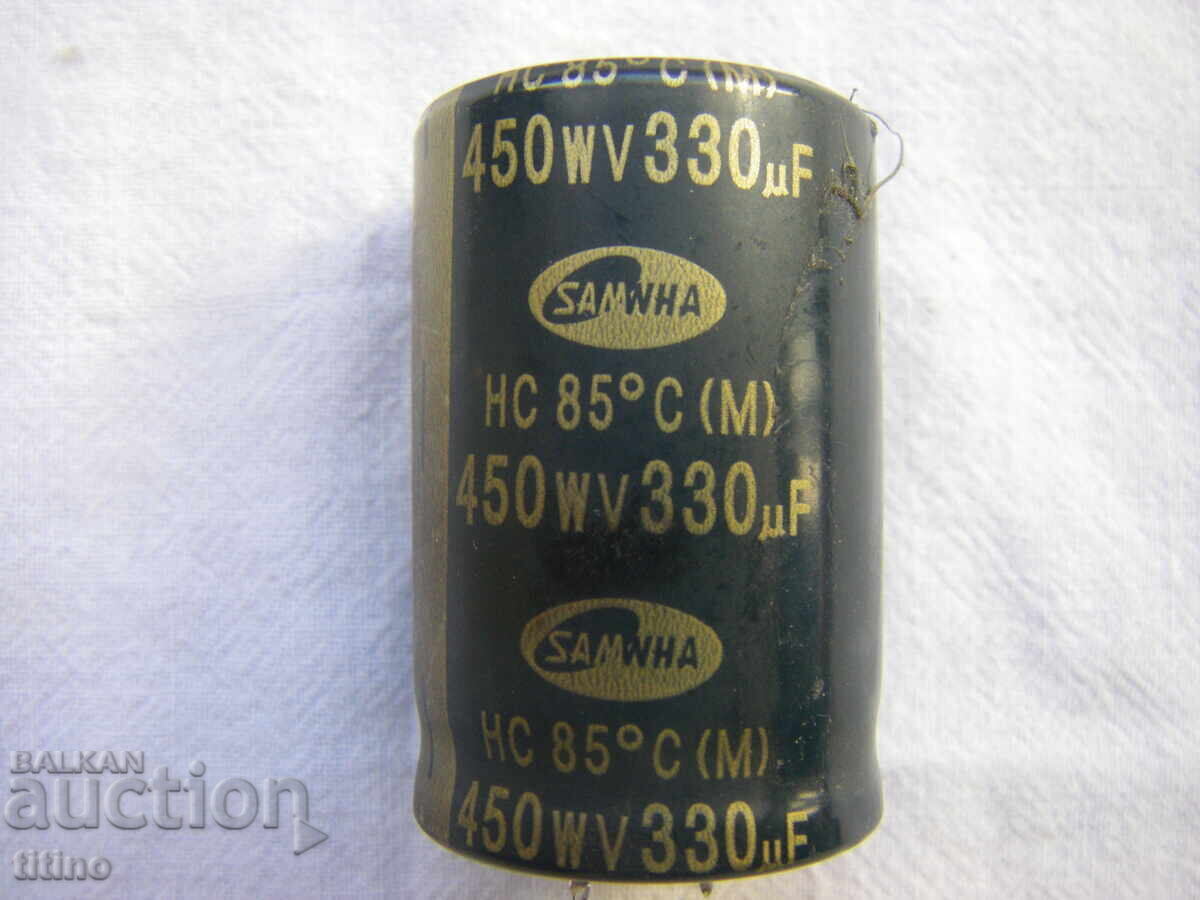 HC 85°C (M)
450WV 330µF
SAMWHA
HC 85°C (M)
450WV 330µF
SAMWHA
HC 85°C (M)
450WV 330µF
BALKAN
auction
titino